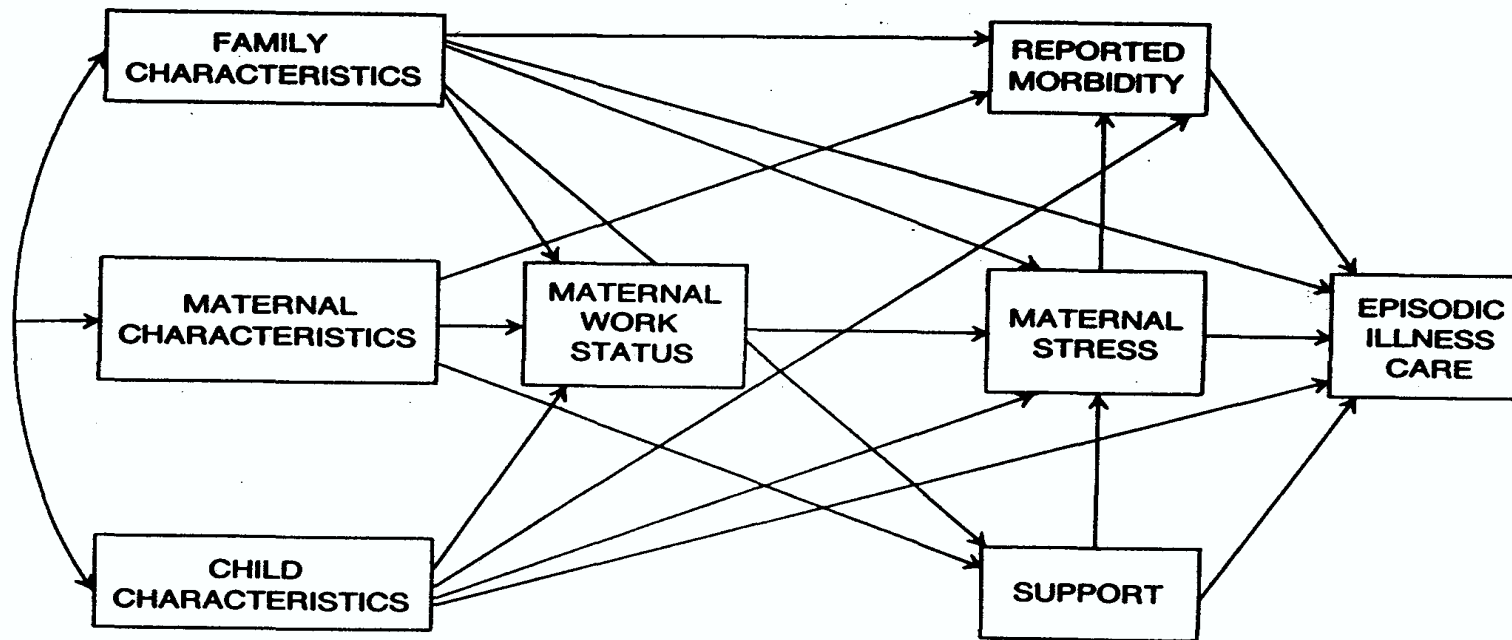 FAMILY
CHARACTERISTICS
REPORTED
MORBIDITY
MATERNAL
CHARACTERISTICS
MATERNAL
WORK
STATUS
MATERNAL
STRESS
EPISODIC
ILLNESS
CARE
CHILD
CHARACTERISTICS
SUPPORT